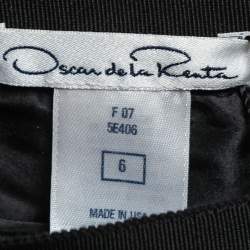 Oscar de la Renta
F 07
5E406
6
MADE IN USA